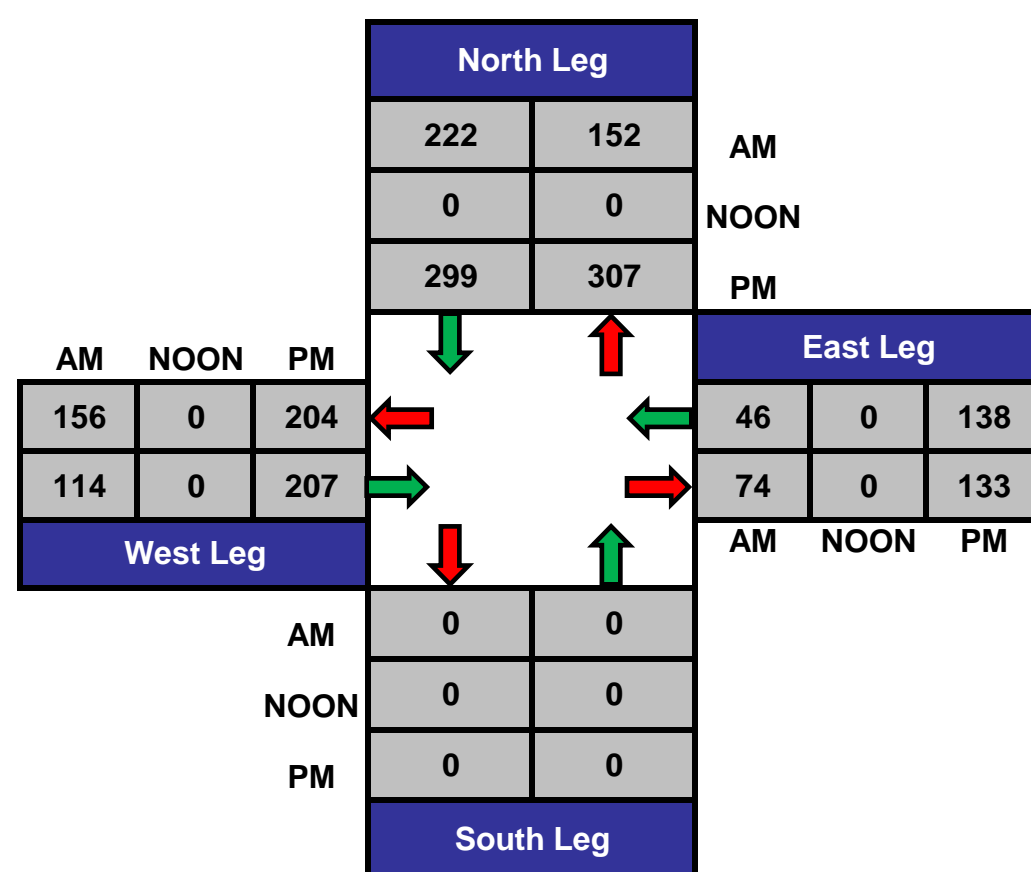 North Leg
222 152 AM
0 0 NOON
299 307 PM
East Leg
AM NOON PM
156 0 204
46 0 138
114 0 207
74 0 133
West Leg
AM NOON PM
AM 0 0
NOON 0 0
PM 0 0
South Leg